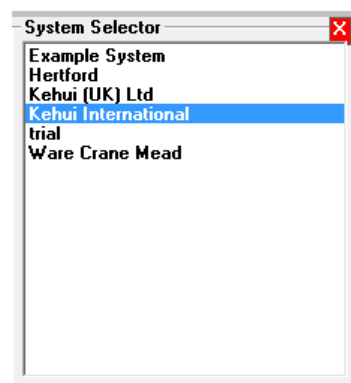 System Selector
Example System
Hertford
Kehui (UK) Ltd
Kehui International
trial
Ware Crane Mead